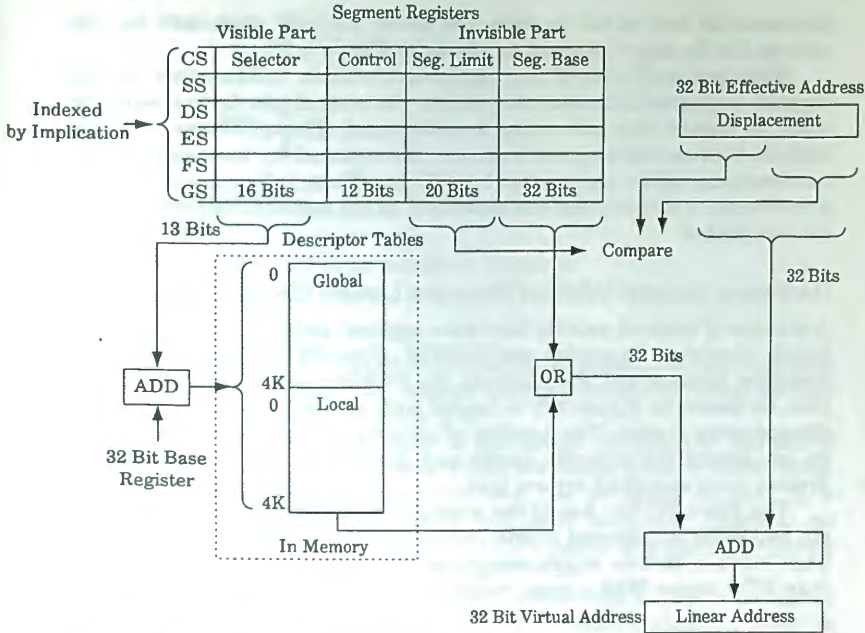 Segment Registers
Visible Part Invisible Part
CS Selector Control Seg. Limit Seg. Base
SS
32 Bit Effective Address
DS
Displacement
Indexed
by Implication
ES
FS
GS 16 Bits 12 Bits 20 Bits 32 Bits
13 Bits
Descriptor Tables
Compare
0 Global
32 Bits
32 Bits
ADD
4K
OR
0 Local
32 Bit Base
Register
4K
In Memory
ADD
32 Bit Virtual Address Linear Address